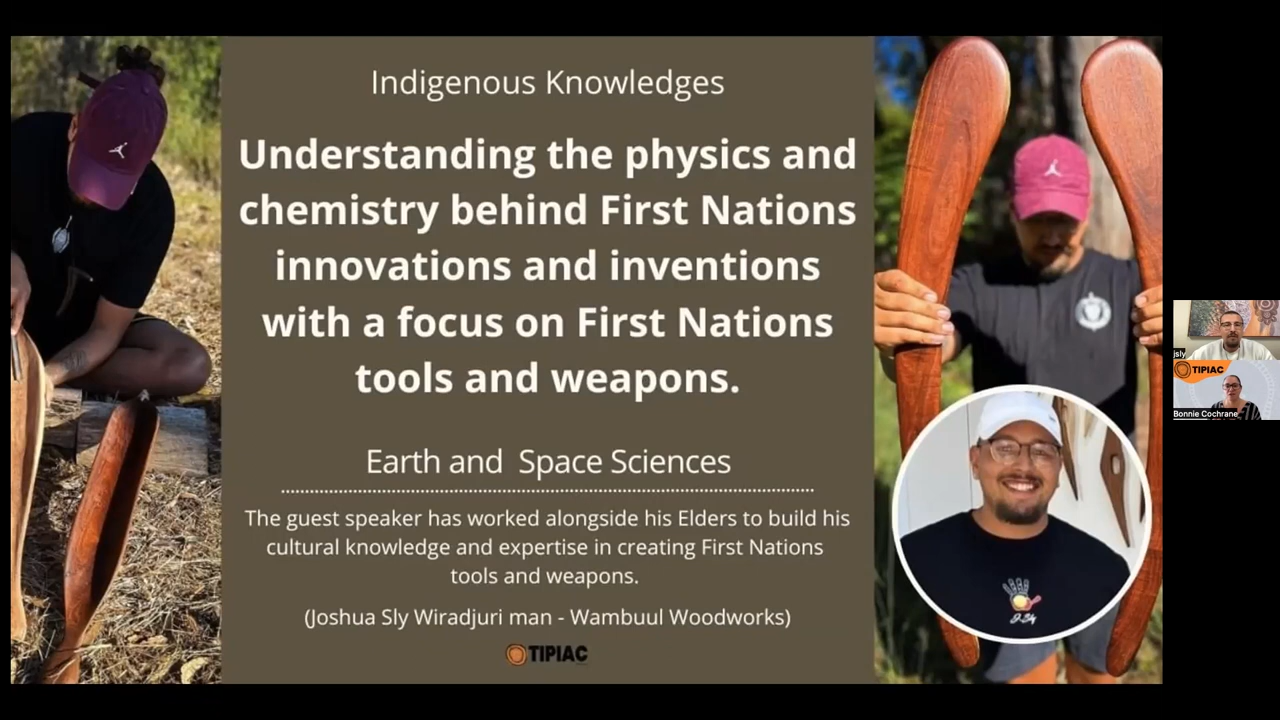 Indigenous Knowledges
Understanding the physics and
chemistry behind First Nations
innovations and inventions
with a focus on First Nations
tools and weapons.
Earth and Space Sciences
The guest speaker has worked alongside his Elders to build his
cultural knowledge and expertise in creating First Nations
tools and weapons.
(Joshua Sly Wiradjuri man - Wambuul Woodworks)
TIPIAC
J.Sly
jsly
TIPIAC
Bonnie Cochrane